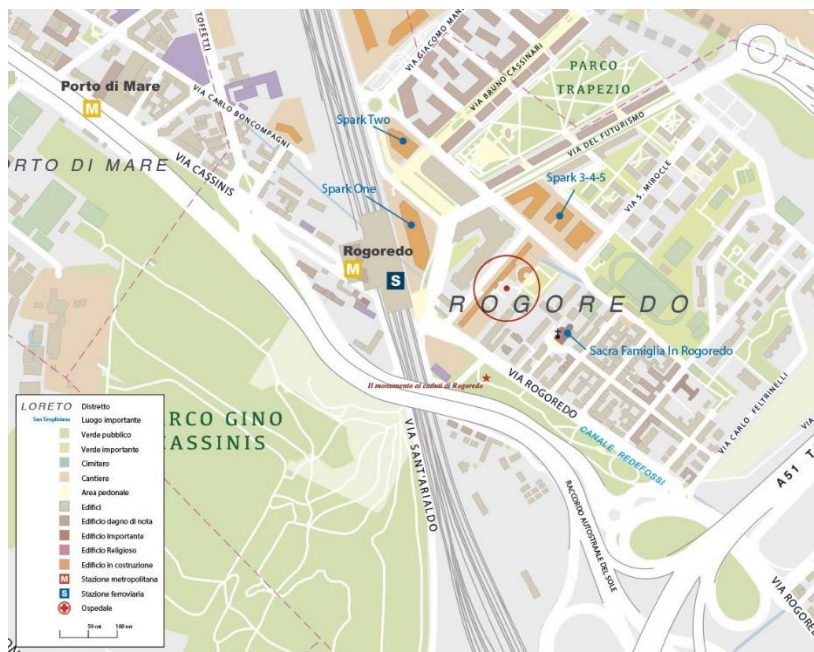 TOFFETTI
Porto di Mare
M
VIA CARLO BONCOMPAGNI
VIA CASSINIS
PORTO DI MARE
VIA GIACOMO MAN
VIA BRUNO CASSINARI
PARCO
TRAPEZIO
VIA DEL FUTURISMO
Spark Two
Spark One
Spark 3-4-5
VIA S. MIROCLE
Rogoredo
M
S
ROGOREDO
Sacra Famiglia In Rogoredo
Il monumento ai caduti di Rogoredo
VIA ROGOREDO
VIA CARLO FELTRINELLI
CANALE REDEFOSSI
A51 T
RCO GINO
CASSINIS
VIA SANT'ARIALDO
RACCORDO AUTOSTRAALE DEL SOLE
VIA ROGORE
LORETO Distretto
San Simpliciano Luogo importante
Verde pubblico
Verde importante
Cimitero
Cantiere
Area pedonale
Edifici
Edificio degno di nota
Edificio Importanta
Edificio Religioso
Edificio in costruzione
M Stazione metropolitana
S Stazione ferroviaria
Ospedale
50 mt 100 mt